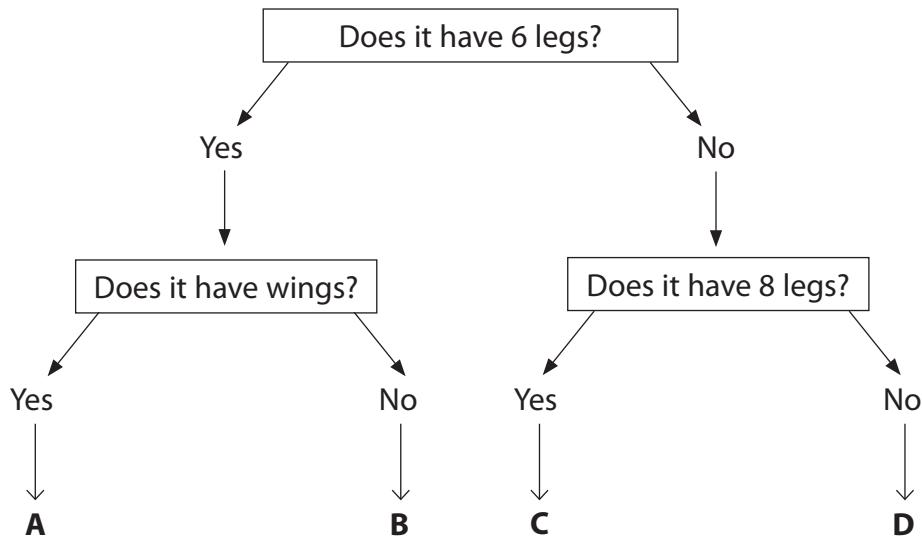 Does it have 6 legs?
Yes
No
Does it have wings?
Does it have 8 legs?
Yes
No
Yes
No
A
B
C
D